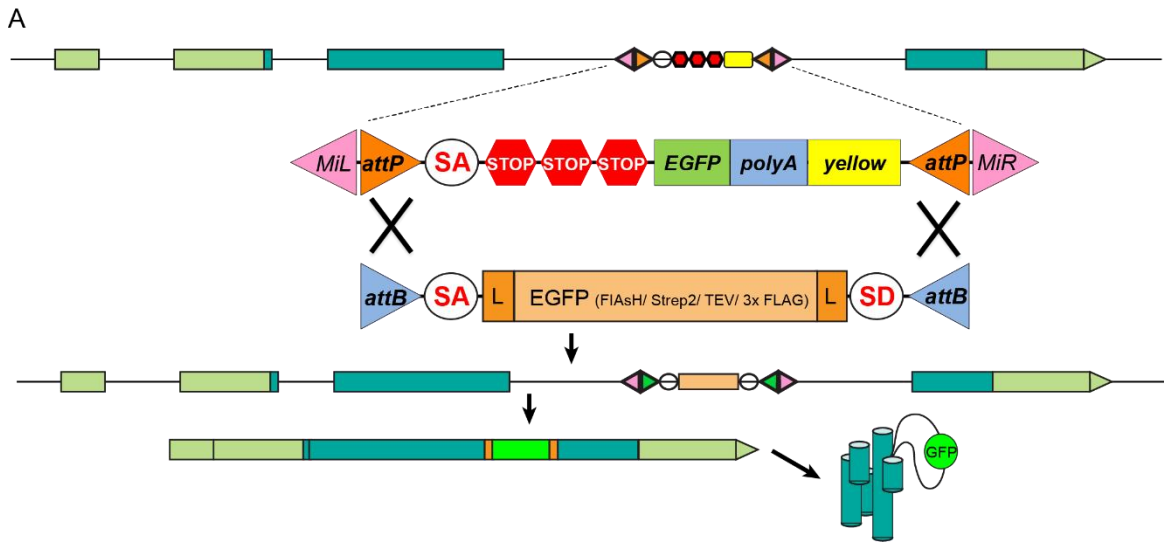 A
MiL attP SA STOP STOP STOP EGFP polyA yellow attP MiR
attB SA L EGFP (FlAsH/ Strep2/ TEV/ 3x FLAG) L SD attB
GFP